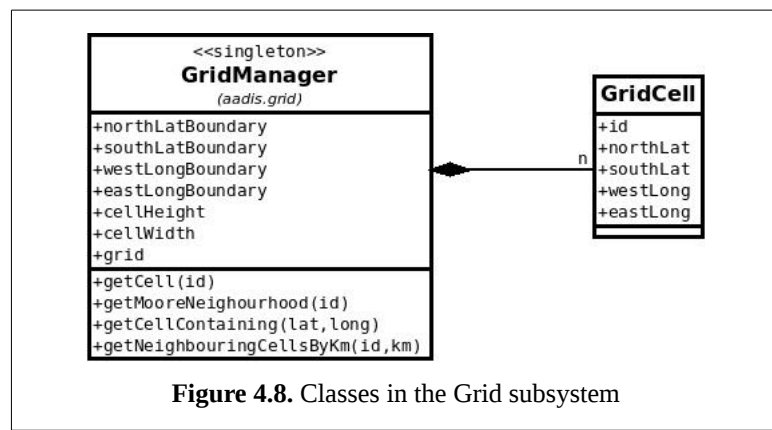 <<singleton>>
GridManager
(aadis.grid)
+northLatBoundary
+southLatBoundary
+westLongBoundary
+eastLongBoundary
+cellHeight
+cellWidth
+grid
+getCell(id)
+getMooreNeighourhood(id)
+getCellContaining(lat,long)
+getNeighbouringCellsByKm(id,km)
n
GridCell
+id
+northLat
+southLat
+westLong
+eastLong
Figure 4.8. Classes in the Grid subsystem